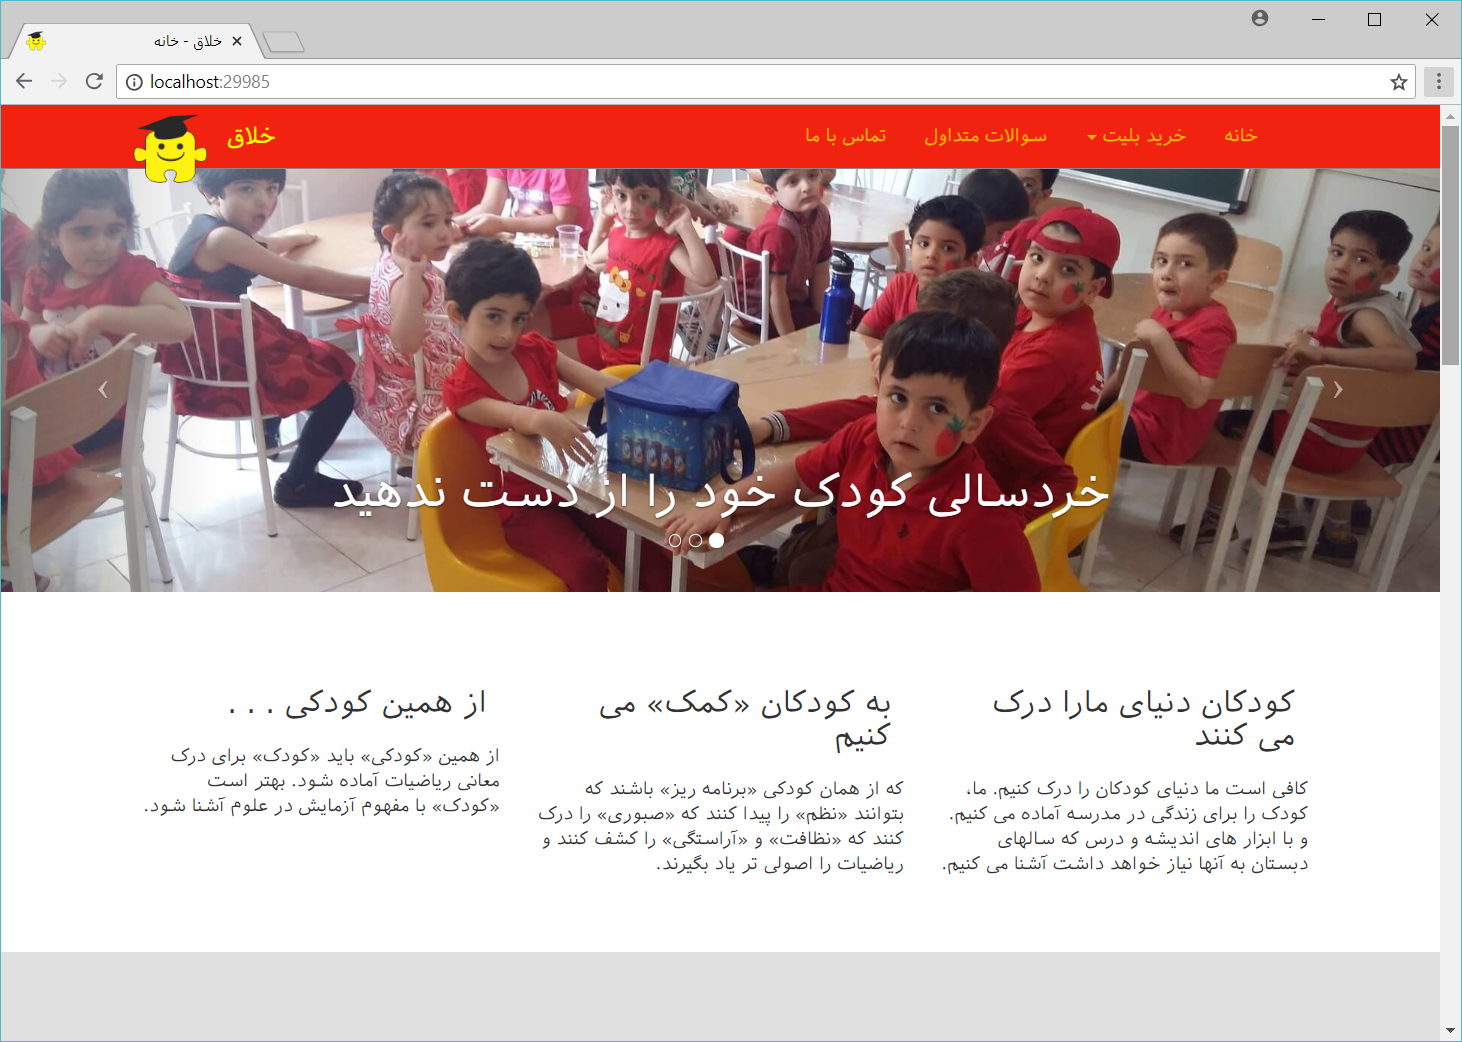 خلاق - خانه
localhost:29985
خانه
خرید بلیت
سوالات متداول
تماس با ما
خلاق
خردسالی کودک خود را از دست ندهید
کودکان دنیای مارا درک
می کنند
کافی است ما دنیای کودکان را درک کنیم. ما،
کودک را برای زندگی در مدرسه آماده می کنیم.
و با ابزار های اندیشه و درس که سالهای
دبستان به آنها نیاز خواهد داشت آشنا می کنیم.
به کودکان «کمک» می
کنیم
که از همان کودکی «برنامه ریز» باشند که
بتوانند «نظم» را پیدا کنند که «صبوری» را درک
کنند که «نظافت» و «آراستگی» را کشف کنند و
ریاضیات را اصولی تر یاد بگیرند.
از همین کودکی . . .
از همین «کودکی» باید «کودک» برای درک
معانی ریاضیات آماده شود. بهتر است
«کودک» با مفهوم آزمایش در علوم آشنا شود.